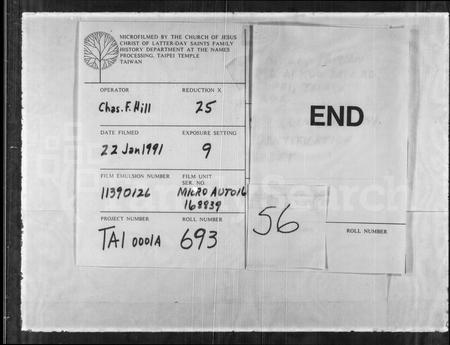 MICROFILMED BY THE CHURCH OF JESUS
CHRIST OF LATTER-DAY SAINTS FAMILY
HISTORY DEPARTMENT AT THE NAMES
PROCESSING, TAIPEI TEMPLE
TAIWAN
OPERATOR REDUCTION X
Chas. F. Hill 25
DATE FILMED EXPOSURE SETTING
22 Jan 1991 9
FILM EMULSION NUMBER FILM UNIT
SER. NO.
11390126 MICRO AUTO 16
168839
PROJECT NUMBER ROLL NUMBER
TAI 0001A 693
END
56
ROLL NUMBER